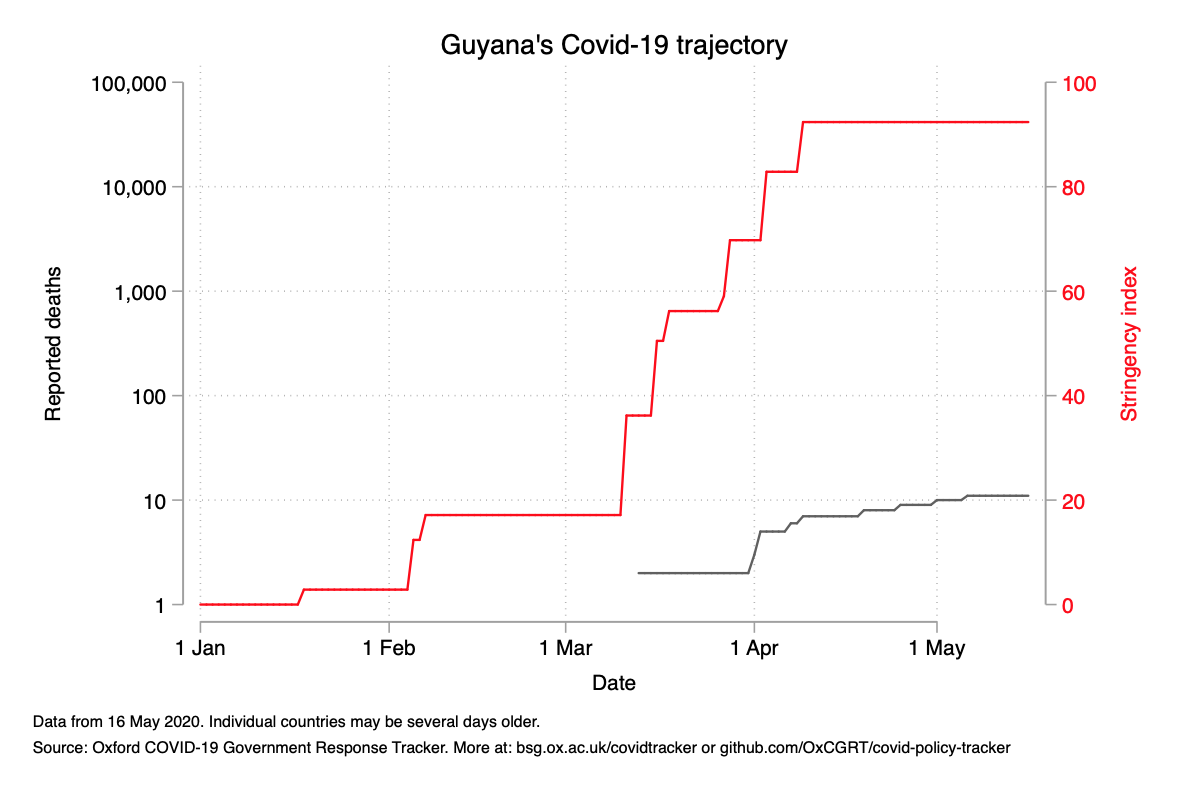 Guyana's Covid-19 trajectory
100,000
10,000
1,000
100
10
1
Reported deaths
100
80
60
40
20
0
Stringency index
1 Jan
1 Feb
1 Mar
1 Apr
1 May
Date
Data from 16 May 2020. Individual countries may be several days older.
Source: Oxford COVID-19 Government Response Tracker. More at: bsg.ox.ac.uk/covidtracker or github.com/OxCGRT/covid-policy-tracker